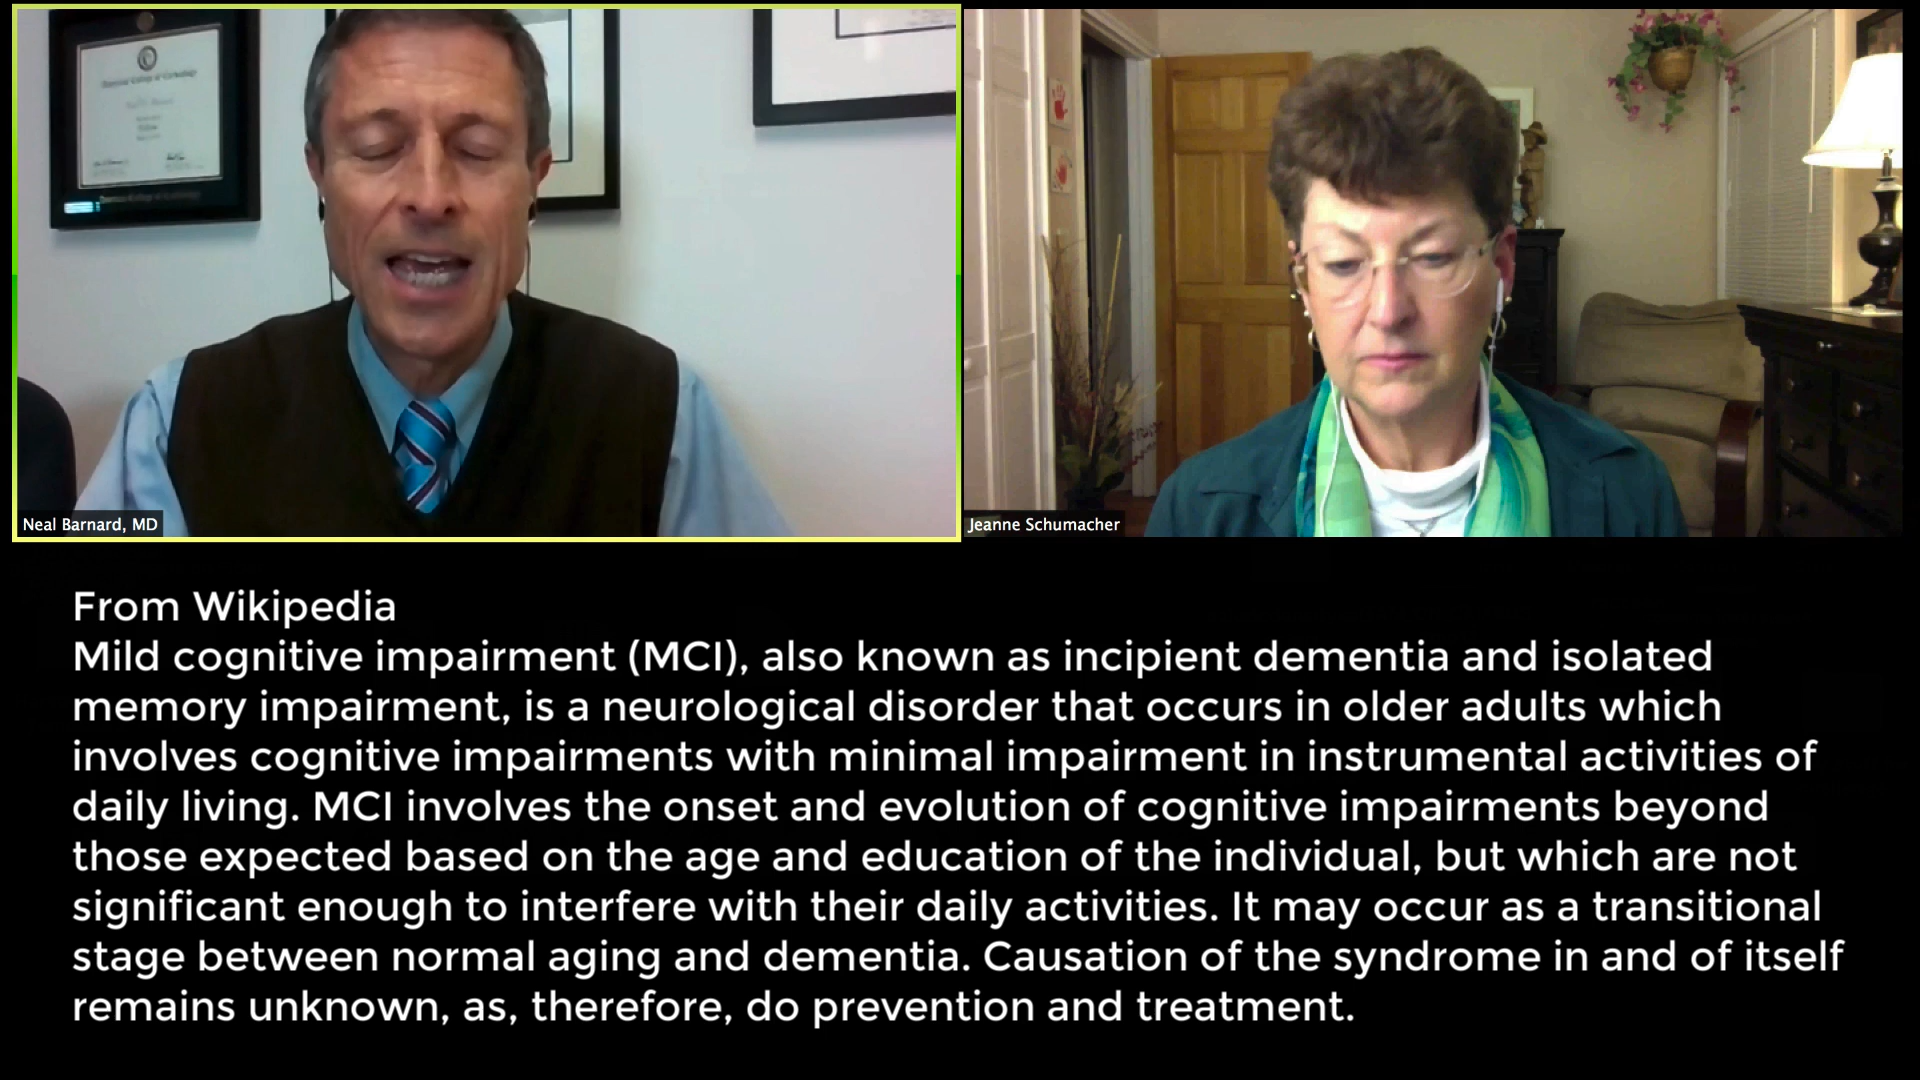 Neal Barnard, MD
Jeanne Schumacher
From Wikipedia
Mild cognitive impairment (MCI), also known as incipient dementia and isolated
memory impairment, is a neurological disorder that occurs in older adults which
involves cognitive impairments with minimal impairment in instrumental activities of
daily living. MCI involves the onset and evolution of cognitive impairments beyond
those expected based on the age and education of the individual, but which are not
significant enough to interfere with their daily activities. It may occur as a transitional
stage between normal aging and dementia. Causation of the syndrome in and of itself
remains unknown, as, therefore, do prevention and treatment.